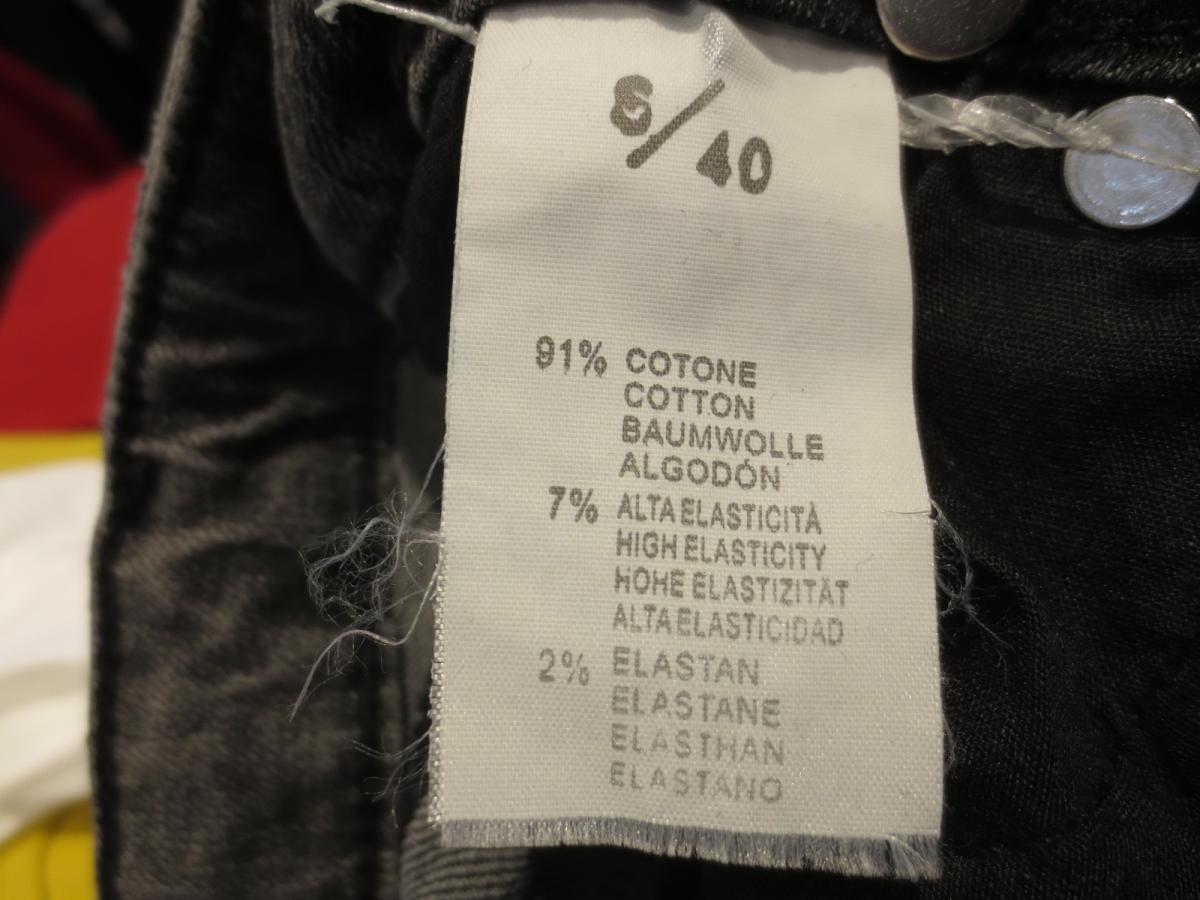 S/40
91% COTONE
COTTON
BAUMWOLLE
ALGODÓN
7% ALTA ELASTICITÀ
HIGH ELASTICITY
HOHE ELASTIZITÄT
ALTA ELASTICIDAD
2% ELASTAN
ELASTANE
ELASTHAN
ELASTANO